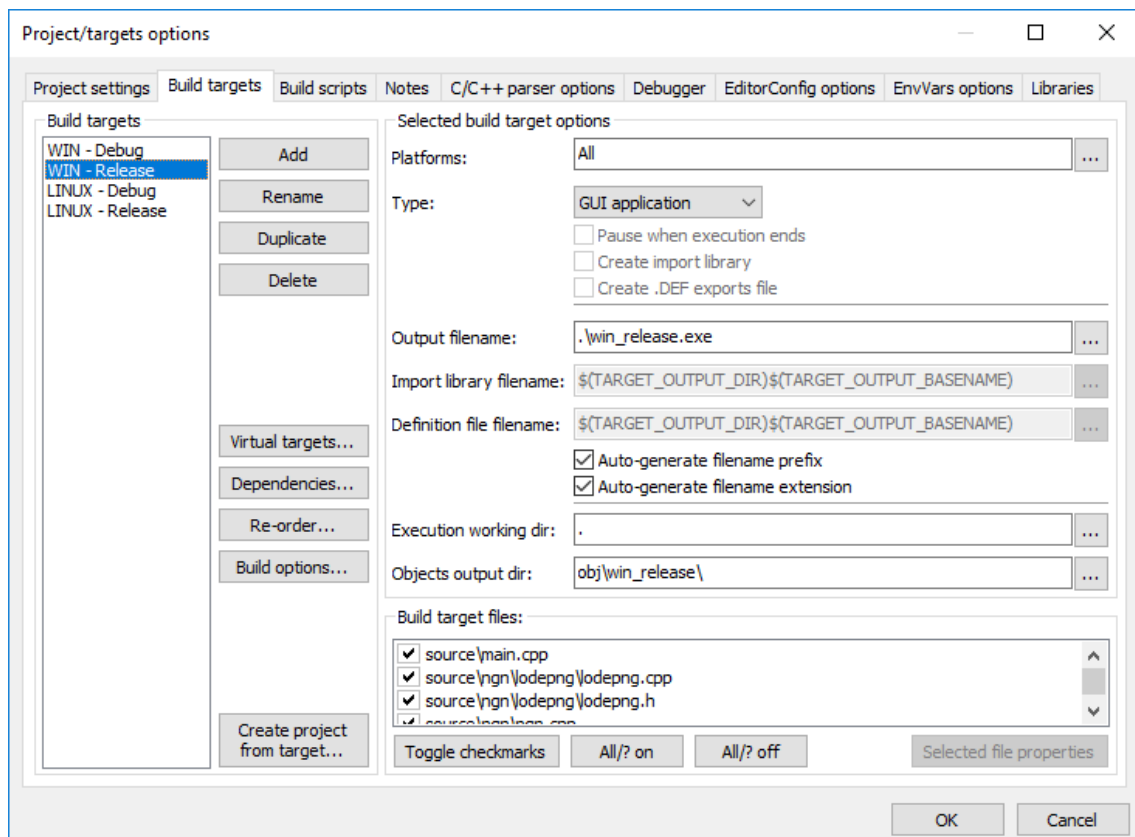 Project/targets options
Project settings Build targets Build scripts Notes C/C++ parser options Debugger EditorConfig options EnvVars options Libraries
Build targets
WIN - Debug
WIN - Release
LINUX - Debug
LINUX - Release
Add
Rename
Duplicate
Delete
Virtual targets...
Dependencies...
Re-order...
Build options...
Create project
from target...
Selected build target options
Platforms: All ...
Type: GUI application
Pause when execution ends
Create import library
Create .DEF exports file
Output filename: .\win_release.exe ...
Import library filename: $(TARGET_OUTPUT_DIR)$(TARGET_OUTPUT_BASENAME) ...
Definition file filename: $(TARGET_OUTPUT_DIR)$(TARGET_OUTPUT_BASENAME) ...
Auto-generate filename prefix
Auto-generate filename extension
Execution working dir: . ...
Objects output dir: obj\win_release\ ...
Build target files:
source\main.cpp
source\ngn\lodepng\lodepng.cpp
source\ngn\lodepng\lodepng.h
source\ngn\ngn.cpp
Toggle checkmarks All/? on All/? off Selected file properties
OK Cancel